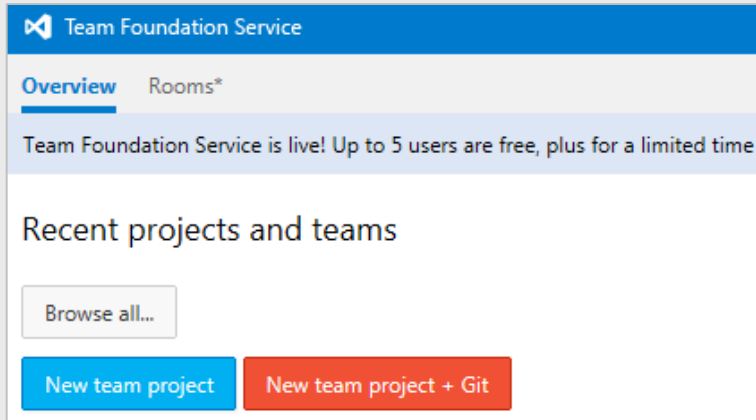 Team Foundation Service
Overview Rooms*
Team Foundation Service is live! Up to 5 users are free, plus for a limited time
Recent projects and teams
Browse all...
New team project New team project + Git